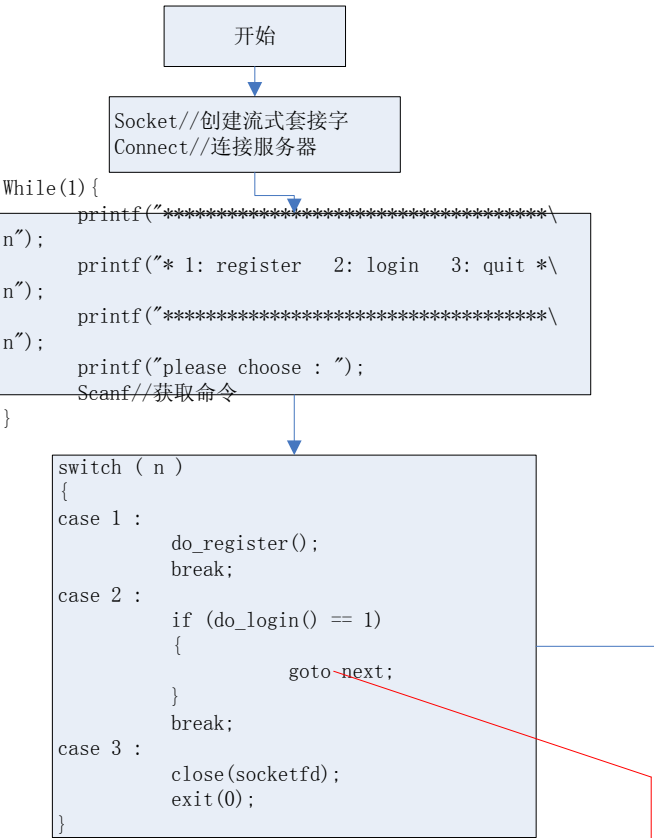 开始
Socket//创建流式套接字
Connect//连接服务器
While(1){
printf("************************************\
n");
printf("* 1: register   2: login   3: quit *\
n");
printf("************************************\
n");
printf("please choose : ");
Scanf//获取命令
}
switch ( n )
{
case 1 :
do_register();
break;
case 2 :
if (do_login() == 1)
{
goto next;
}
break;
case 3 :
close(socketfd);
exit(0);
}